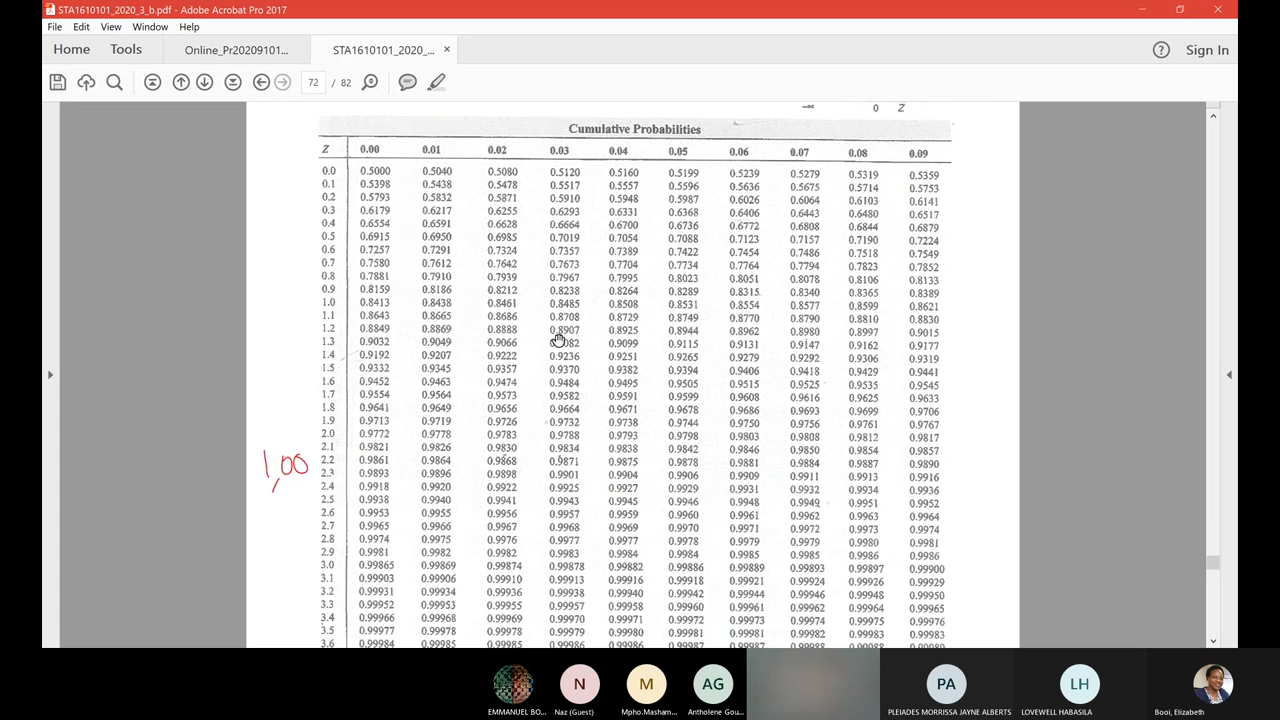 STA1610101_2020_3_b.pdf - Adobe Acrobat Pro 2017
File Edit View Window Help
Home Tools Online_Pr20209101... STA1610101_2020_... × Sign In
72 / 82
-∞ 0 Z
Cumulative Probabilities
Z 0.00 0.01 0.02 0.03 0.04 0.05 0.06 0.07 0.08 0.09
0.0 0.5000 0.5040 0.5080 0.5120 0.5160 0.5199 0.5239 0.5279 0.5319 0.5359
0.1 0.5398 0.5438 0.5478 0.5517 0.5557 0.5596 0.5636 0.5675 0.5714 0.5753
0.2 0.5793 0.5832 0.5871 0.5910 0.5948 0.5987 0.6026 0.6064 0.6103 0.6141
0.3 0.6179 0.6217 0.6255 0.6293 0.6331 0.6368 0.6406 0.6443 0.6480 0.6517
0.4 0.6554 0.6591 0.6628 0.6664 0.6700 0.6736 0.6772 0.6808 0.6844 0.6879
0.5 0.6915 0.6950 0.6985 0.7019 0.7054 0.7088 0.7123 0.7157 0.7190 0.7224
0.6 0.7257 0.7291 0.7324 0.7357 0.7389 0.7422 0.7454 0.7486 0.7518 0.7549
0.7 0.7580 0.7612 0.7642 0.7673 0.7704 0.7734 0.7764 0.7794 0.7823 0.7852
0.8 0.7881 0.7910 0.7939 0.7967 0.7995 0.8023 0.8051 0.8078 0.8106 0.8133
0.9 0.8159 0.8186 0.8212 0.8238 0.8264 0.8289 0.8315 0.8340 0.8365 0.8389
1.0 0.8413 0.8438 0.8461 0.8485 0.8508 0.8531 0.8554 0.8577 0.8599 0.8621
1.1 0.8643 0.8665 0.8686 0.8708 0.8729 0.8749 0.8770 0.8790 0.8810 0.8830
1.2 0.8849 0.8869 0.8888 0.8907 0.8925 0.8944 0.8962 0.8980 0.8997 0.9015
1.3 0.9032 0.9049 0.9066 0.9099 0.9115 0.9131 0.9147 0.9162 0.9177
1.4 0.9192 0.9207 0.9222 0.9236 0.9251 0.9265 0.9279 0.9292 0.9306 0.9319
1.5 0.9332 0.9345 0.9357 0.9370 0.9382 0.9394 0.9406 0.9418 0.9429 0.9441
1.6 0.9452 0.9463 0.9474 0.9484 0.9495 0.9505 0.9515 0.9525 0.9535 0.9545
1.7 0.9554 0.9564 0.9573 0.9582 0.9591 0.9599 0.9608 0.9616 0.9625 0.9633
1.8 0.9641 0.9649 0.9656 0.9664 0.9671 0.9678 0.9686 0.9693 0.9699 0.9706
1.9 0.9713 0.9719 0.9726 0.9732 0.9738 0.9744 0.9750 0.9756 0.9761 0.9767
2.0 0.9772 0.9778 0.9783 0.9788 0.9793 0.9798 0.9803 0.9808 0.9812 0.9817
2.1 0.9821 0.9826 0.9830 0.9834 0.9838 0.9842 0.9846 0.9850 0.9854 0.9857
1,00
2.2 0.9861 0.9864 0.9868 0.9871 0.9875 0.9878 0.9881 0.9884 0.9887 0.9890
2.3 0.9893 0.9896 0.9898 0.9901 0.9904 0.9906 0.9909 0.9911 0.9913 0.9916
2.4 0.9918 0.9920 0.9922 0.9925 0.9927 0.9929 0.9931 0.9932 0.9934 0.9936
2.5 0.9938 0.9940 0.9941 0.9943 0.9945 0.9946 0.9948 0.9949 0.9951 0.9952
2.6 0.9953 0.9955 0.9956 0.9957 0.9959 0.9960 0.9961 0.9962 0.9963 0.9964
2.7 0.9965 0.9966 0.9967 0.9968 0.9969 0.9970 0.9971 0.9972 0.9973 0.9974
2.8 0.9974 0.9975 0.9976 0.9977 0.9977 0.9978 0.9979 0.9979 0.9980 0.9981
2.9 0.9981 0.9982 0.9982 0.9983 0.9984 0.9984 0.9985 0.9985 0.9986 0.9986
3.0 0.99865 0.99869 0.99874 0.99878 0.99882 0.99886 0.99889 0.99893 0.99897 0.99900
3.1 0.99903 0.99906 0.99910 0.99913 0.99916 0.99918 0.99921 0.99924 0.99926 0.99929
3.2 0.99931 0.99934 0.99936 0.99938 0.99940 0.99942 0.99944 0.99946 0.99948 0.99950
3.3 0.99952 0.99953 0.99955 0.99957 0.99958 0.99960 0.99961 0.99962 0.99964 0.99965
3.4 0.99966 0.99968 0.99969 0.99970 0.99971 0.99972 0.99973 0.99974 0.99975 0.99976
3.5 0.99977 0.99978 0.99978 0.99979 0.99980 0.99981 0.99981 0.99982 0.99983 0.99983
3.6 0.99984 0.99985 0.99985 0.99986 0.99986 0.99987 0.99987
N M AG PA LH
EMMANUEL BO... Naz (Guest) Mpho.Masham... Antholene Gou... PLEIADES MORRISSA JAYNE ALBERTS LOVEWELL HABASILA Booi, Elizabeth